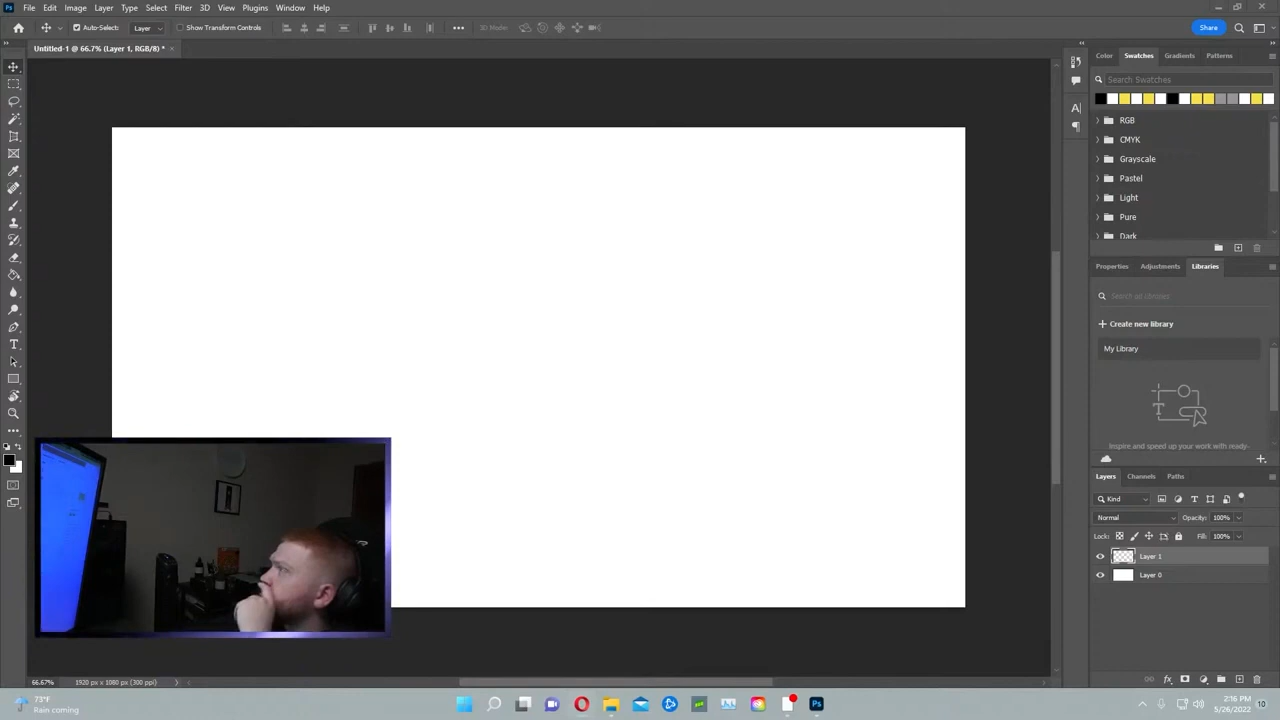 Ps File Edit Image Layer Type Select Filter 3D View Plugins Window Help
Auto-Select: Layer Show Transform Controls 3D Mode: Share
Untitled-1 @ 66.7% (Layer 1, RGB/8) *
Color Swatches Gradients Patterns
Search Swatches
RGB
CMYK
Grayscale
Pastel
Light
Pure
Dark
Properties Adjustments Libraries
Create new library
My Library
Inspire and speed up your work with ready-
Layers Channels Paths
Kind
Normal Opacity: 100%
Lock: Fill: 100%
Layer 1
Layer 0
66.67% 1920 px x 1080 px (300 ppi)
73°F
Rain coming
2:16 PM
5/26/2022